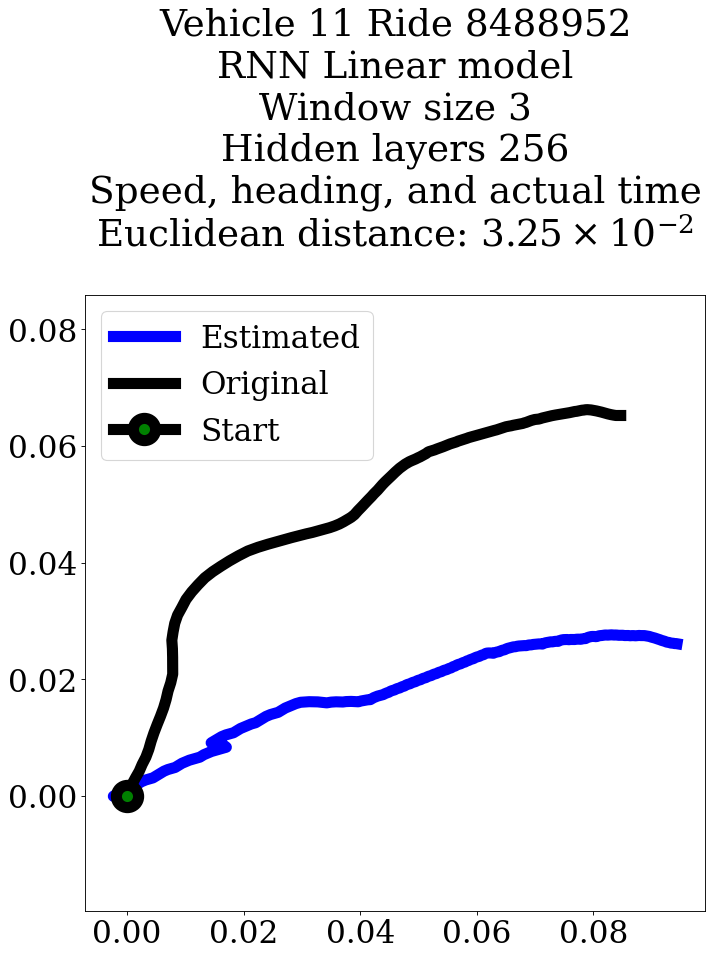 Vehicle 11 Ride 8488952
RNN Linear model
Window size 3
Hidden layers 256
Speed, heading, and actual time
Euclidean distance: 3.25 × 10⁻²
Estimated
Original
Start
0.08
0.06
0.04
0.02
0.00
0.00 0.02 0.04 0.06 0.08